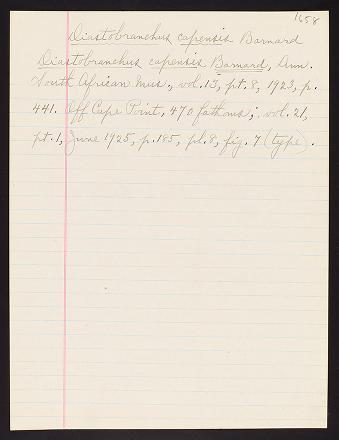 1658
Diastobranchus capensis Barnard
Diastobranchus capensis Barnard, Ann.
South African Mus., vol. 13, pt. 8, 1923, p.
441. Off Cape Point, 470 fathoms; vol. 21,
pt. 1, June 1925, p. 185, pl. 8, fig. 7 (type).